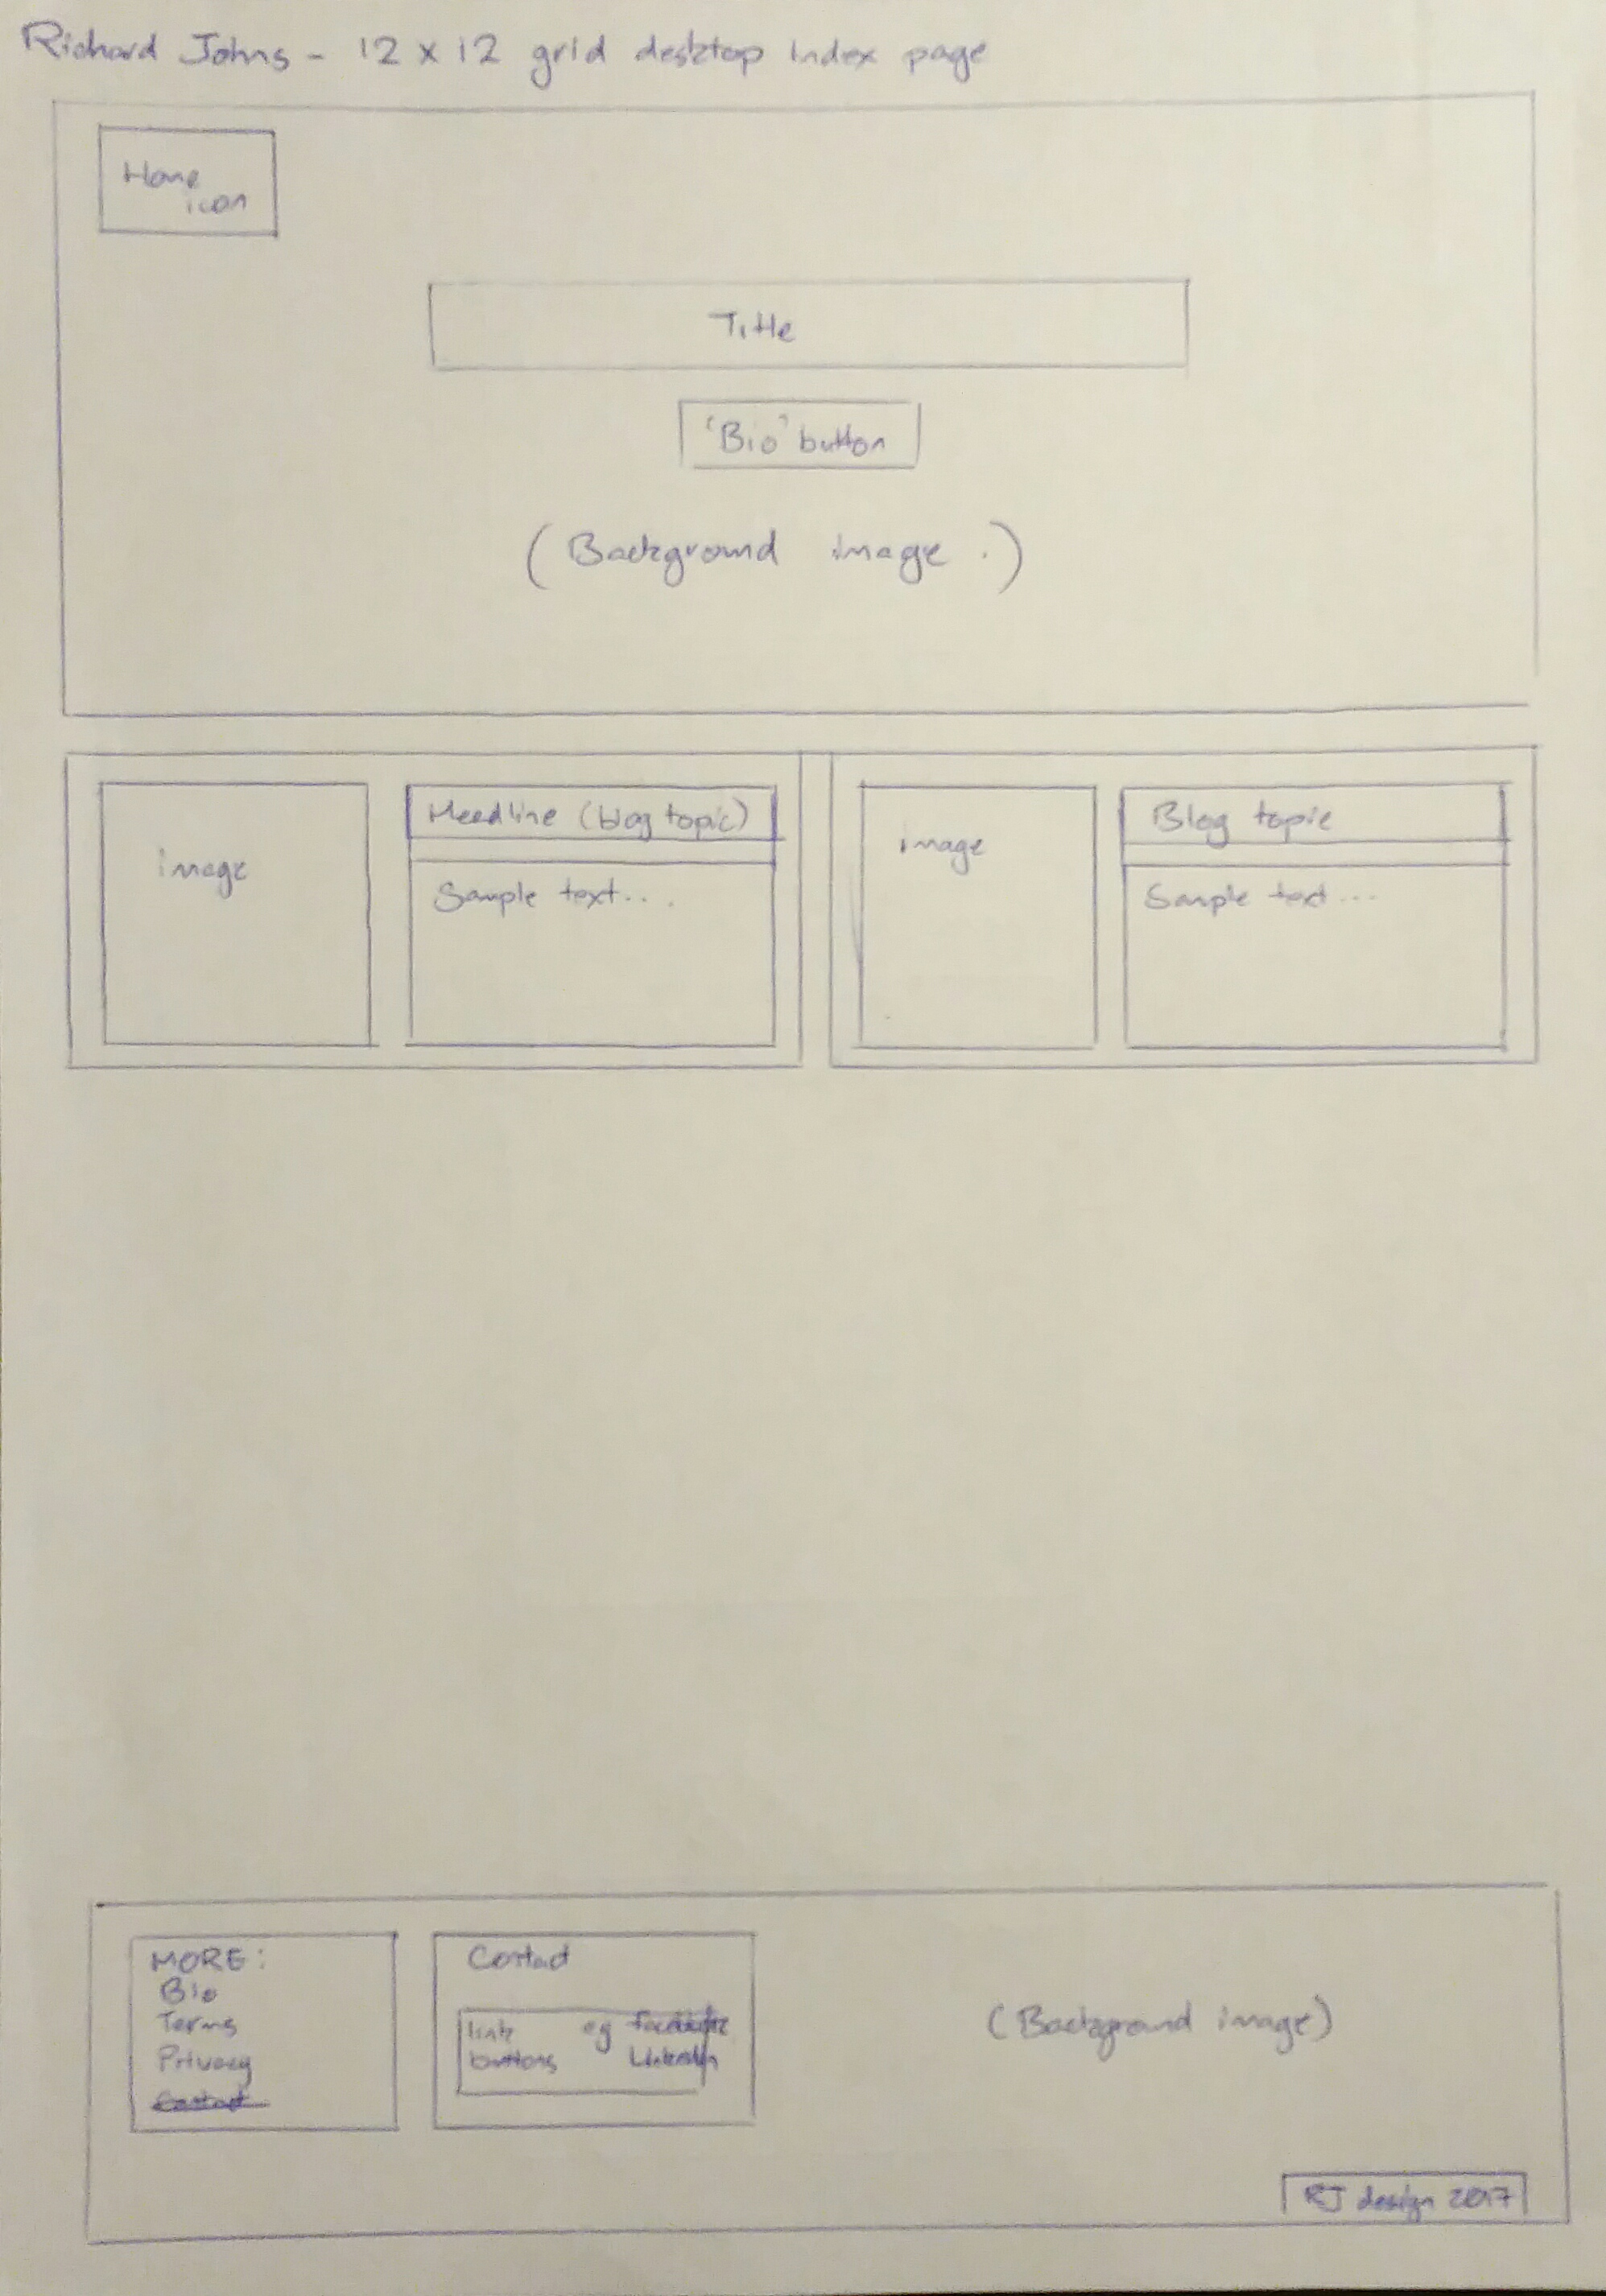 Richard Johns - 12 x 12 grid desktop index page
Home
icon
Title
'Bio' button
(Background image.)
image
Headline (blog topic)
Sample text...
image
Blog topic
Sample text...
MORE:
Bio
Terms
Privacy
Contact
Contact
link eg facebook
buttons Linkedin
(Background image)
RJ design 2017